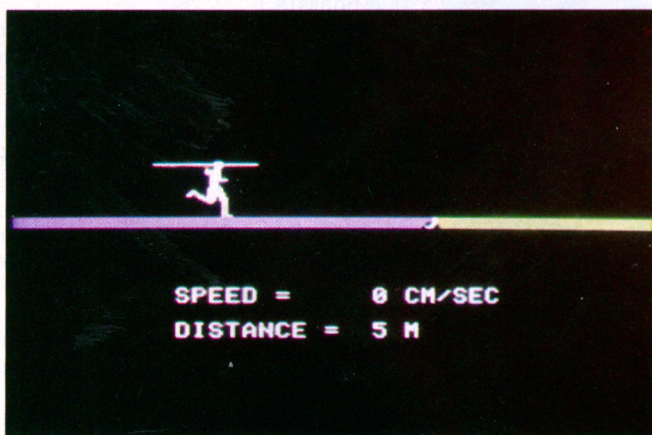 SPEED = 0 CM/SEC
DISTANCE = 5 M